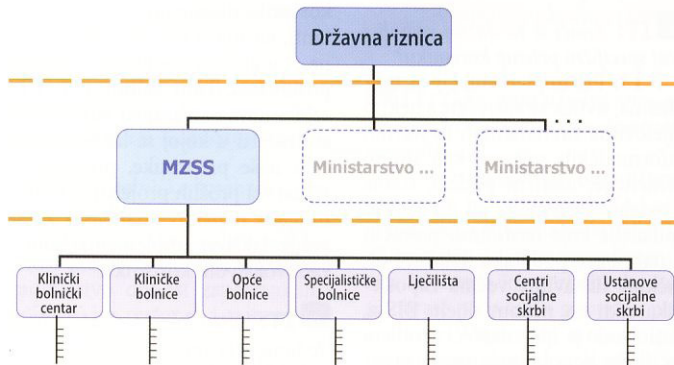 Državna riznica
...
MZSS
Ministarstvo ...
Ministarstvo ...
Klinički
bolnički
centar
Kliničke
bolnice
Opće
bolnice
Specijalističke
bolnice
Lječilišta
Centri
socijalne
skrbi
Ustanove
socijalne
skrbi